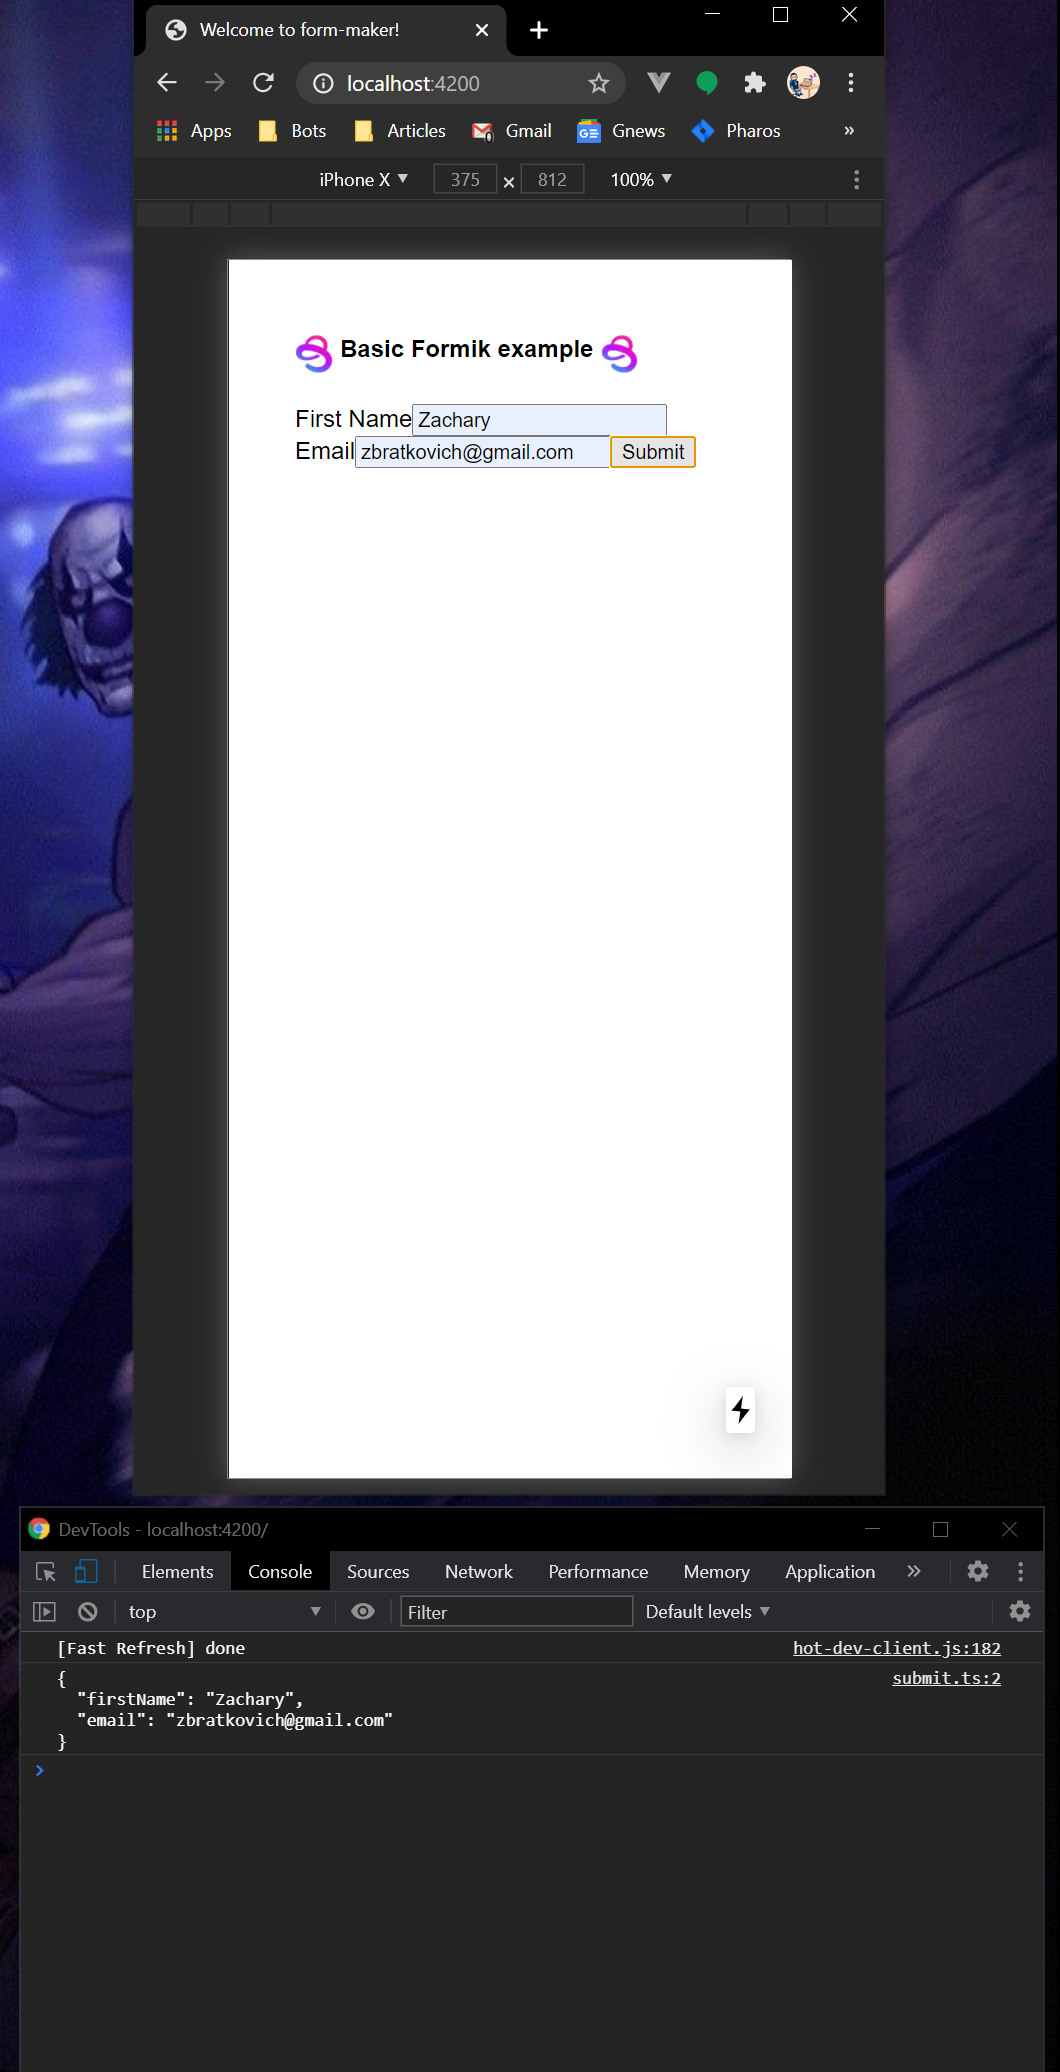 Welcome to form-maker!
localhost:4200
Apps Bots Articles Gmail Gnews Pharos »
iPhone X 375 × 812 100%
Basic Formik example
First Name Zachary
Email zbratkovich@gmail.com Submit
DevTools - localhost:4200/
Elements Console Sources Network Performance Memory Application »
top Filter Default levels
[Fast Refresh] done hot-dev-client.js:182
{ submit.ts:2
"firstName": "Zachary",
"email": "zbratkovich@gmail.com"
}